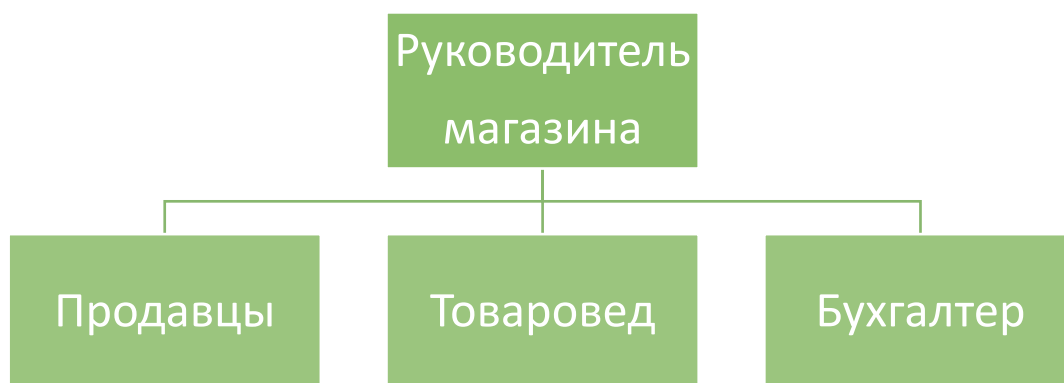 Руководитель
магазина
Продавцы
Товаровед
Бухгалтер